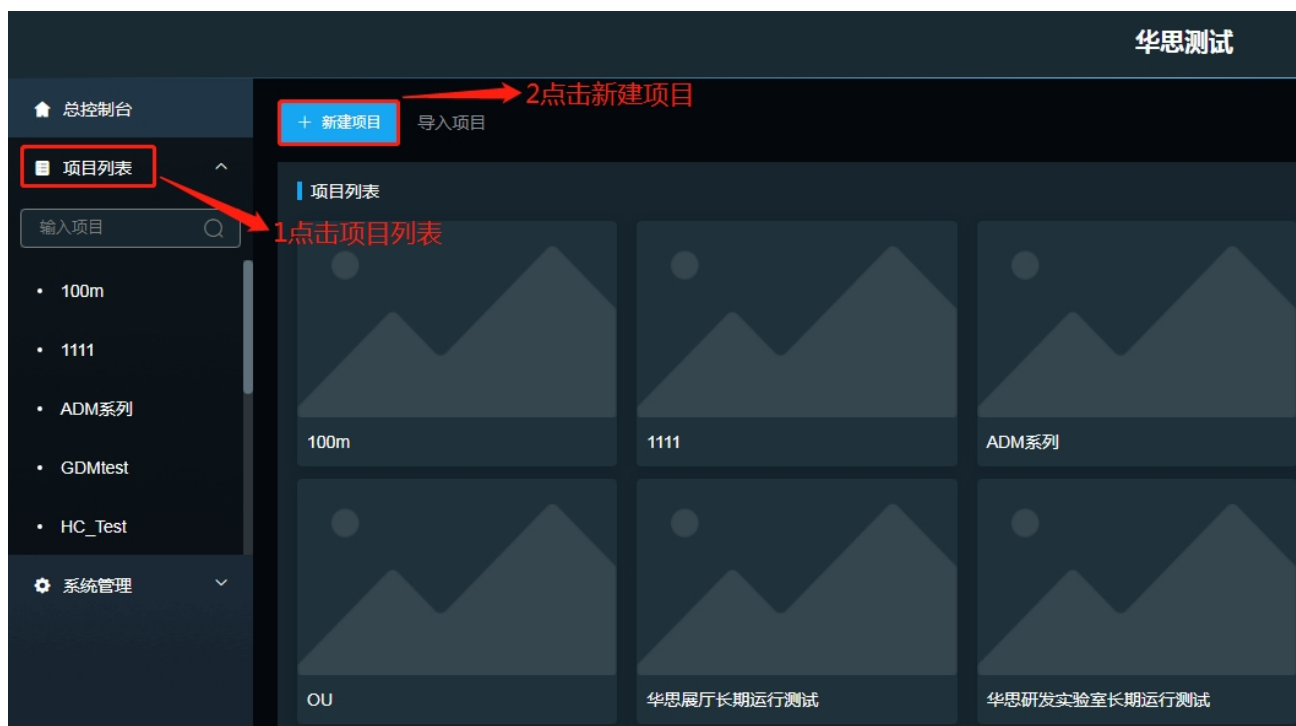 华思测试
总控制台
2点击新建项目
+ 新建项目
导入项目
项目列表
项目列表
输入项目
1点击项目列表
• 100m
• 1111
• ADM系列
• GDMtest
• HC_Test
系统管理
100m
1111
ADM系列
OU
华思展厅长期运行测试
华思研发实验室长期运行测试